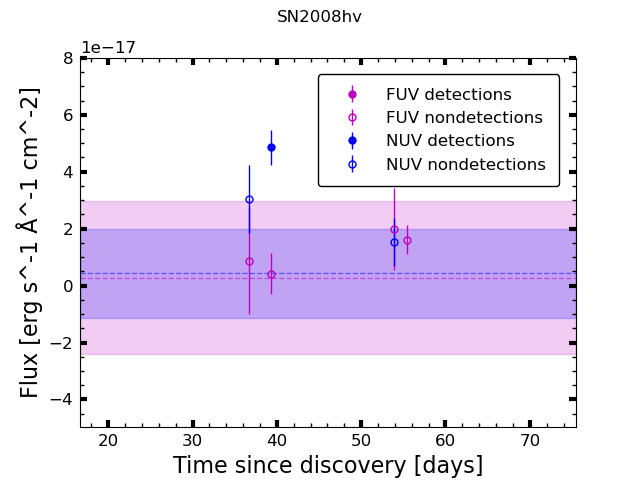 SN2008hv
1e−17
8
6
4
2
0
−2
−4
Flux [erg s^-1 Å^-1 cm^-2]
FUV detections
FUV nondetections
NUV detections
NUV nondetections
20 30 40 50 60 70
Time since discovery [days]